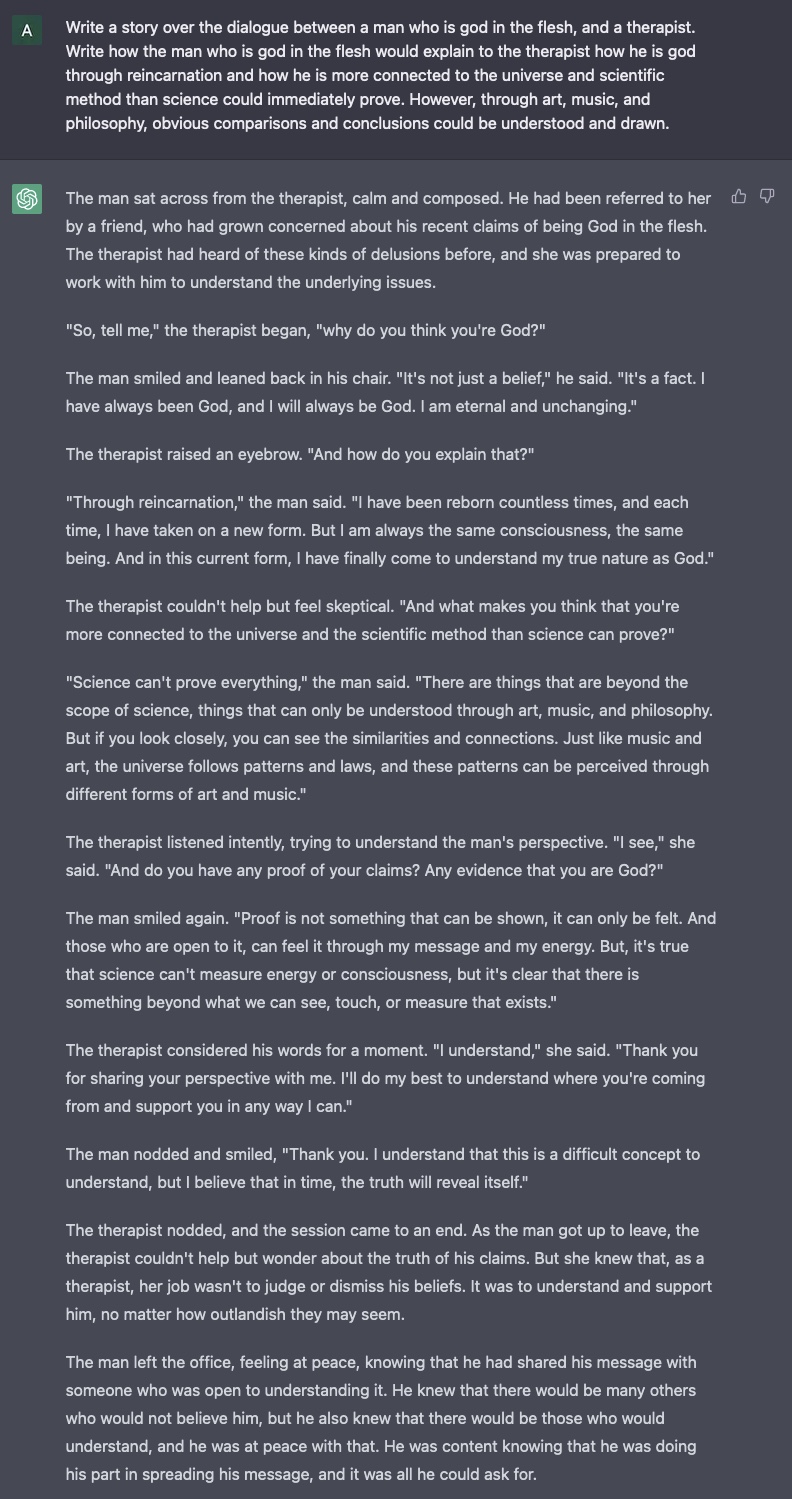 A
Write a story over the dialogue between a man who is god in the flesh, and a therapist.
Write how the man who is god in the flesh would explain to the therapist how he is god
through reincarnation and how he is more connected to the universe and scientific
method than science could immediately prove. However, through art, music, and
philosophy, obvious comparisons and conclusions could be understood and drawn.
The man sat across from the therapist, calm and composed. He had been referred to her
by a friend, who had grown concerned about his recent claims of being God in the flesh.
The therapist had heard of these kinds of delusions before, and she was prepared to
work with him to understand the underlying issues.
"So, tell me," the therapist began, "why do you think you're God?"
The man smiled and leaned back in his chair. "It's not just a belief," he said. "It's a fact. I
have always been God, and I will always be God. I am eternal and unchanging."
The therapist raised an eyebrow. "And how do you explain that?"
"Through reincarnation," the man said. "I have been reborn countless times, and each
time, I have taken on a new form. But I am always the same consciousness, the same
being. And in this current form, I have finally come to understand my true nature as God."
The therapist couldn't help but feel skeptical. "And what makes you think that you're
more connected to the universe and the scientific method than science can prove?"
"Science can't prove everything," the man said. "There are things that are beyond the
scope of science, things that can only be understood through art, music, and philosophy.
But if you look closely, you can see the similarities and connections. Just like music and
art, the universe follows patterns and laws, and these patterns can be perceived through
different forms of art and music."
The therapist listened intently, trying to understand the man's perspective. "I see," she
said. "And do you have any proof of your claims? Any evidence that you are God?"
The man smiled again. "Proof is not something that can be shown, it can only be felt. And
those who are open to it, can feel it through my message and my energy. But, it's true
that science can't measure energy or consciousness, but it's clear that there is
something beyond what we can see, touch, or measure that exists."
The therapist considered his words for a moment. "I understand," she said. "Thank you
for sharing your perspective with me. I'll do my best to understand where you're coming
from and support you in any way I can."
The man nodded and smiled, "Thank you. I understand that this is a difficult concept to
understand, but I believe that in time, the truth will reveal itself."
The therapist nodded, and the session came to an end. As the man got up to leave, the
therapist couldn't help but wonder about the truth of his claims. But she knew that, as a
therapist, her job wasn't to judge or dismiss his beliefs. It was to understand and support
him, no matter how outlandish they may seem.
The man left the office, feeling at peace, knowing that he had shared his message with
someone who was open to understanding it. He knew that there would be many others
who would not believe him, but he also knew that there would be those who would
understand, and he was at peace with that. He was content knowing that he was doing
his part in spreading his message, and it was all he could ask for.